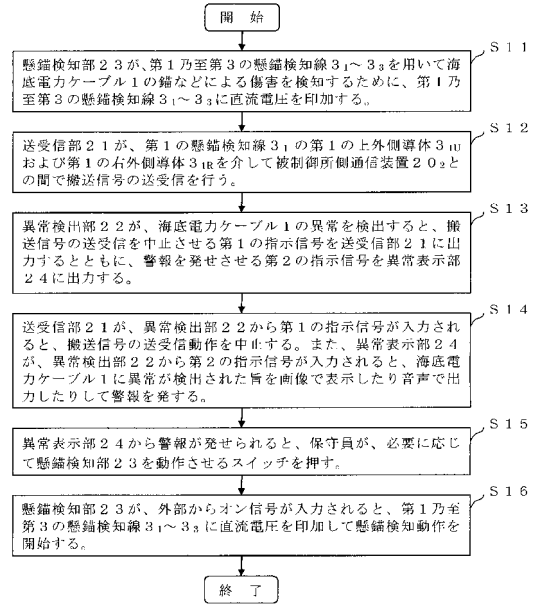 開 始
S11
懸錨検知部23が、第1乃至第3の懸錨検知線3₁～3₃を用いて海
底電力ケーブル1の錨などによる傷害を検知するために、第1乃
至第3の懸錨検知線3₁～3₃に直流電圧を印加する。
S12
送受信部21が、第1の懸錨検知線3₁の第1の上外側導体3₁U
および第1の右外側導体3₁Rを介して被制御所側通信装置20₂と
の間で搬送信号の送受信を行う。
S13
異常検出部22が、海底電力ケーブル1の異常を検出すると、搬
送信号の送受信を中止させる第1の指示信号を送受信部21に出
力するとともに、警報を発せさせる第2の指示信号を異常表示部
24に出力する。
S14
送受信部21が、異常検出部22から第1の指示信号が入力され
ると、搬送信号の送受信動作を中止する。また、異常表示部24
が、異常検出部22から第2の指示信号が入力されると、海底電
力ケーブル1に異常が検出された旨を画像で表示したり音声で出
力したりして警報を発する。
S15
異常表示部24から警報が発せられると、保守員が、必要に応じ
て懸錨検知部23を動作させるスイッチを押す。
S16
懸錨検知部23が、外部からオン信号が入力されると、第1乃至
第3の懸錨検知線3₁～3₃に直流電圧を印加して懸錨検知動作を
開始する。
終 了